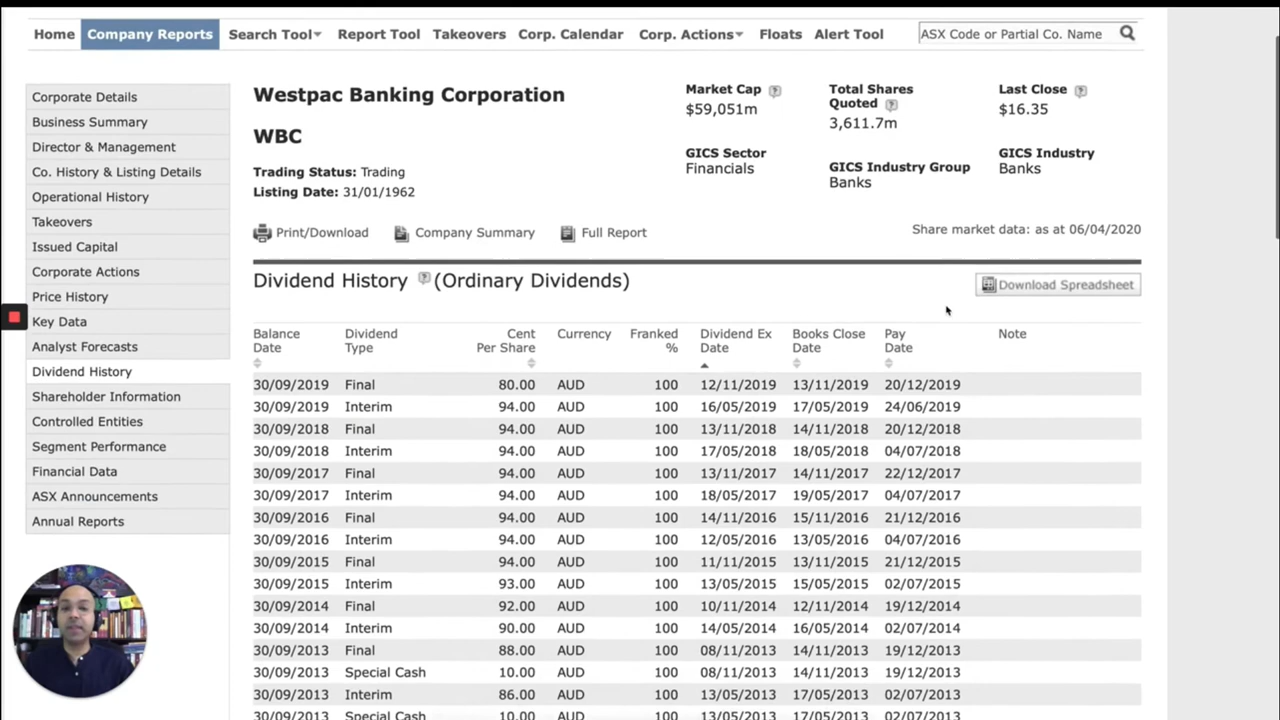 Home Company Reports Search Tool Report Tool Takeovers Corp. Calendar Corp. Actions Floats Alert Tool ASX Code or Partial Co. Name
Corporate Details
Business Summary
Director & Management
Co. History & Listing Details
Operational History
Takeovers
Issued Capital
Corporate Actions
Price History
Key Data
Analyst Forecasts
Dividend History
Shareholder Information
Controlled Entities
Segment Performance
Financial Data
ASX Announcements
Annual Reports
Westpac Banking Corporation
WBC
Trading Status: Trading
Listing Date: 31/01/1962
Market Cap ?
$59,051m
Total Shares
Quoted ?
3,611.7m
Last Close ?
$16.35
GICS Sector
Financials
GICS Industry Group
Banks
GICS Industry
Banks
Print/Download Company Summary Full Report
Share market data: as at 06/04/2020
Dividend History ? (Ordinary Dividends)
Download Spreadsheet
Balance Date Dividend Type Cent Per Share Currency Franked % Dividend Ex Date Books Close Date Pay Date Note
30/09/2019 Final 80.00 AUD 100 12/11/2019 13/11/2019 20/12/2019
30/09/2019 Interim 94.00 AUD 100 16/05/2019 17/05/2019 24/06/2019
30/09/2018 Final 94.00 AUD 100 13/11/2018 14/11/2018 20/12/2018
30/09/2018 Interim 94.00 AUD 100 17/05/2018 18/05/2018 04/07/2018
30/09/2017 Final 94.00 AUD 100 13/11/2017 14/11/2017 22/12/2017
30/09/2017 Interim 94.00 AUD 100 18/05/2017 19/05/2017 04/07/2017
30/09/2016 Final 94.00 AUD 100 14/11/2016 15/11/2016 21/12/2016
30/09/2016 Interim 94.00 AUD 100 12/05/2016 13/05/2016 04/07/2016
30/09/2015 Final 94.00 AUD 100 11/11/2015 13/11/2015 21/12/2015
30/09/2015 Interim 93.00 AUD 100 13/05/2015 15/05/2015 02/07/2015
30/09/2014 Final 92.00 AUD 100 10/11/2014 12/11/2014 19/12/2014
30/09/2014 Interim 90.00 AUD 100 14/05/2014 16/05/2014 02/07/2014
30/09/2013 Final 88.00 AUD 100 08/11/2013 14/11/2013 19/12/2013
30/09/2013 Special Cash 10.00 AUD 100 08/11/2013 14/11/2013 19/12/2013
30/09/2013 Interim 86.00 AUD 100 13/05/2013 17/05/2013 02/07/2013
30/09/2013 Special Cash 10.00 AUD 100 13/05/2013 17/05/2013 02/07/2013